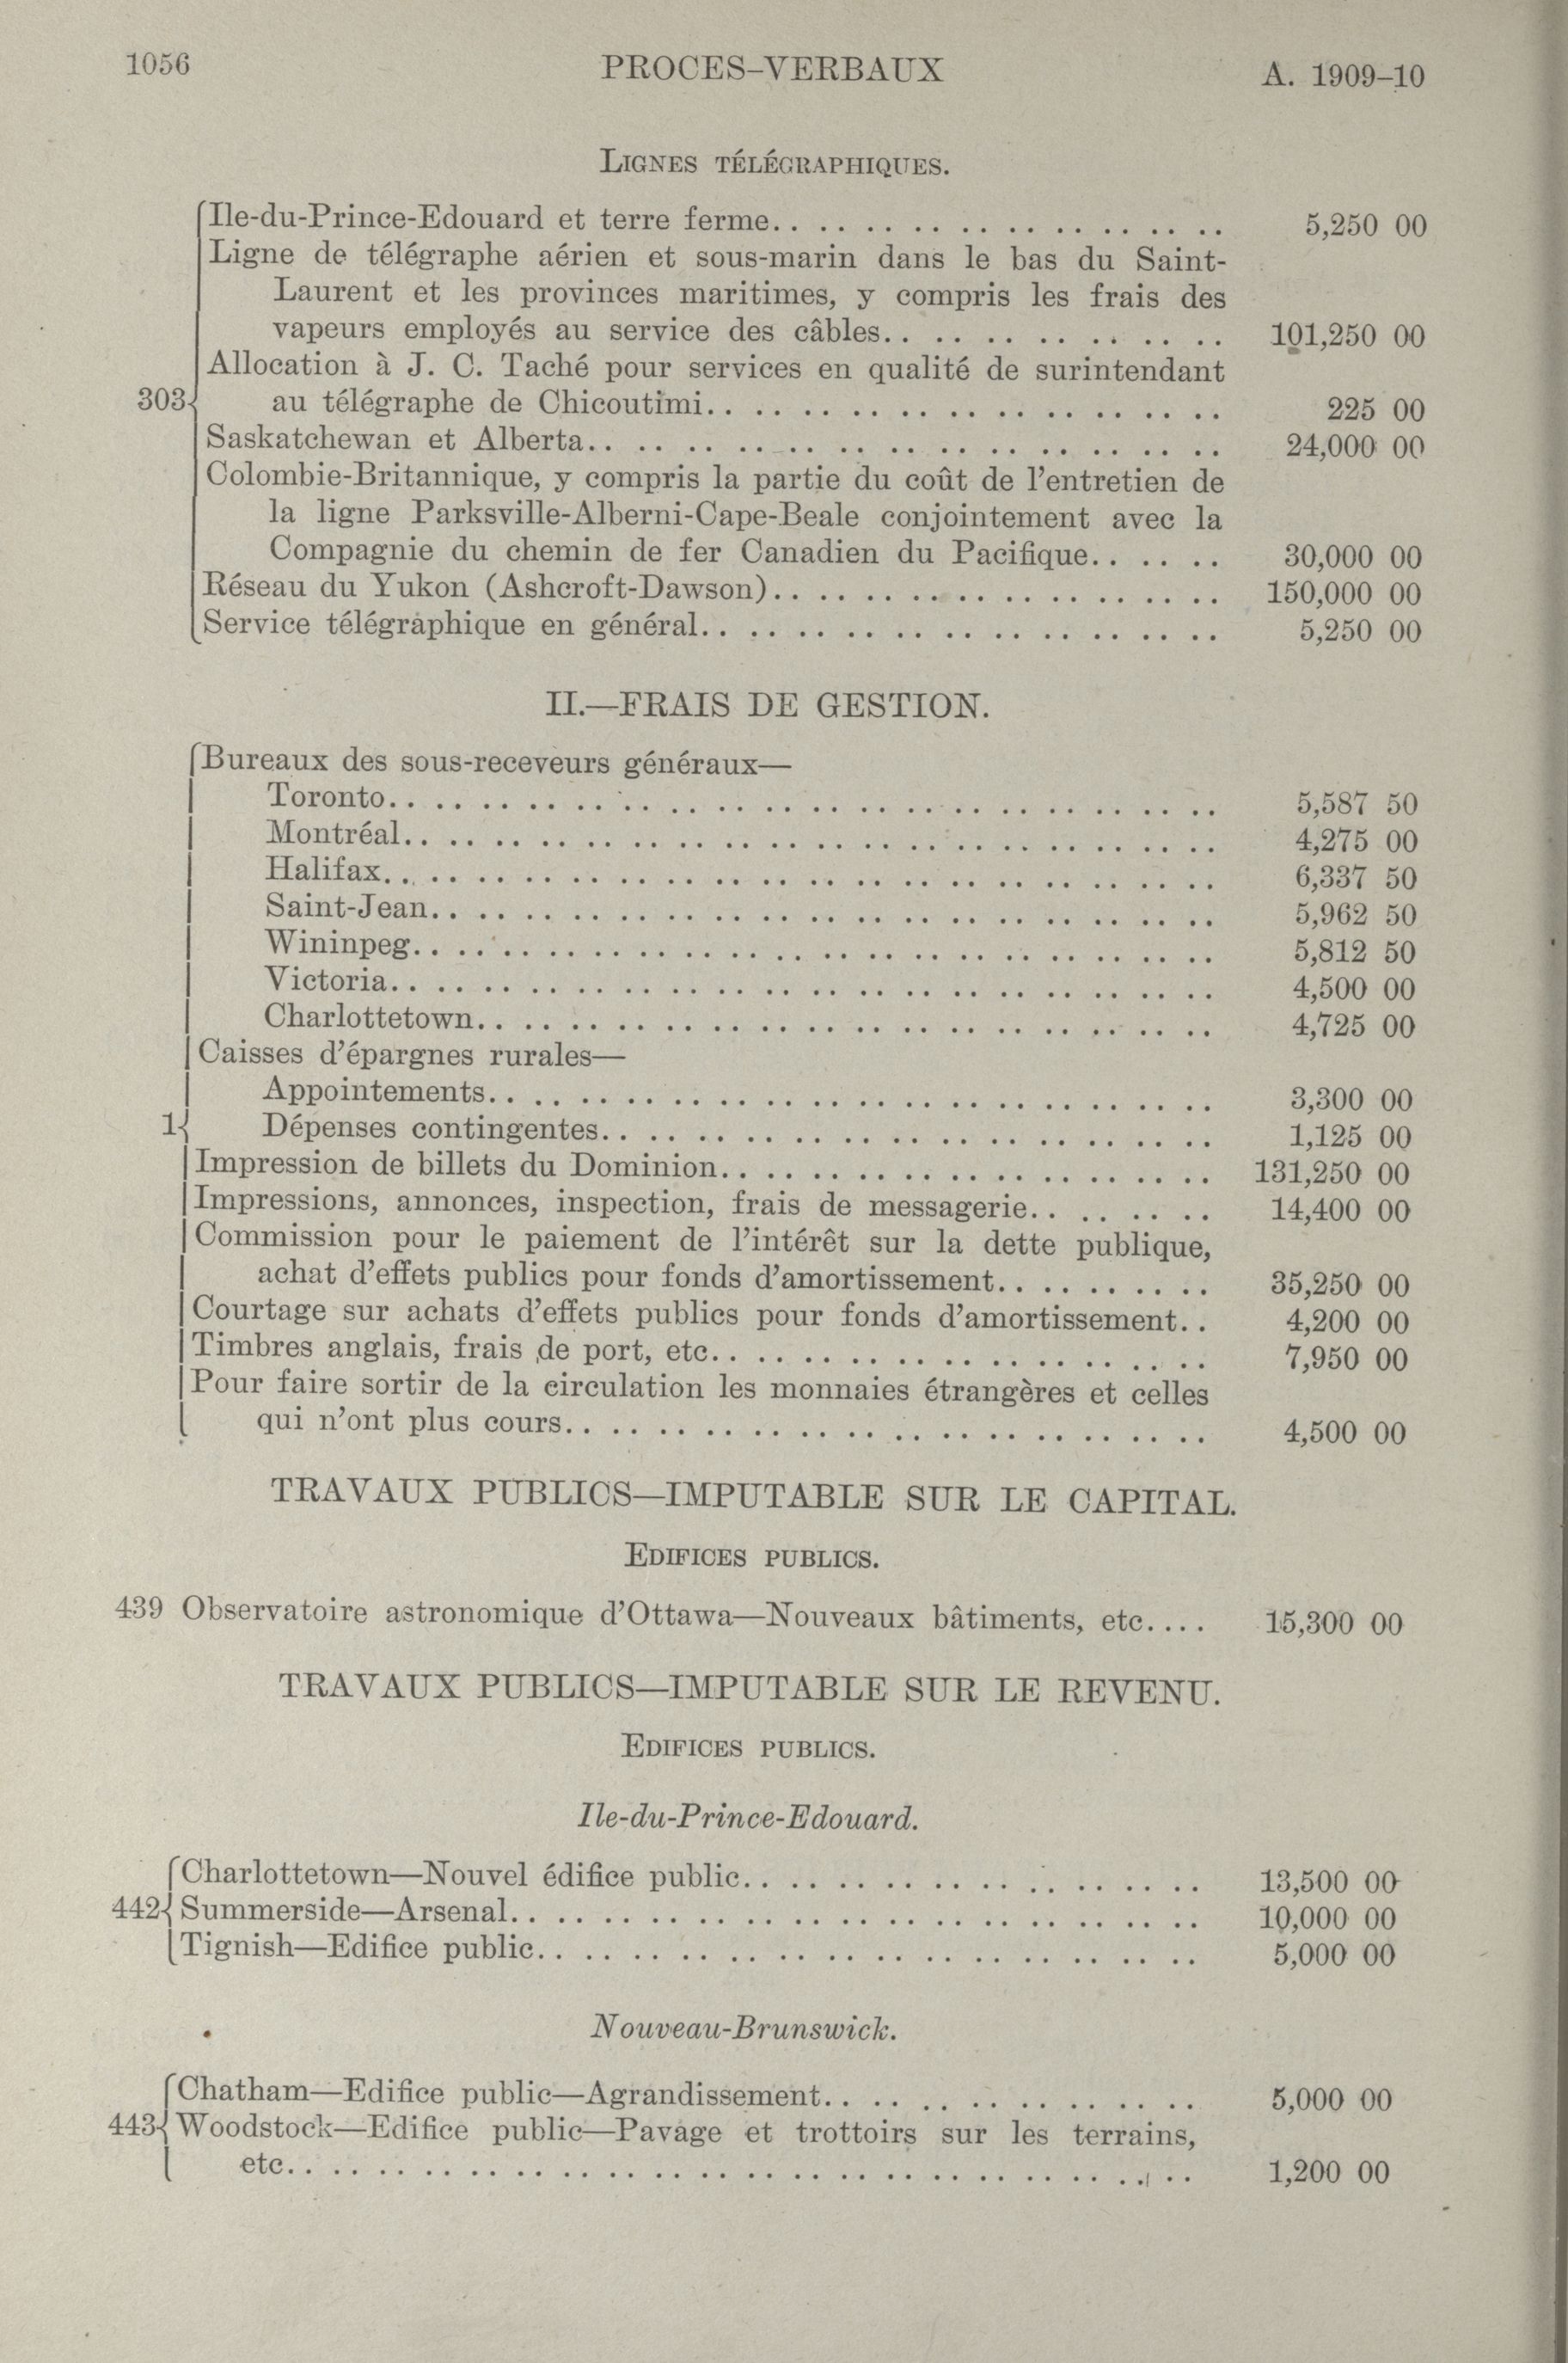 1056 PROCES-VERBAUX A. 1909-10
LIGNES TÉLÉGRAPHIQUES.
Ile-du-Prince-Edouard et terre ferme.. .. .. .. .. .. .. .. .. .. 5,250 00
Ligne de télégraphe aérien et sous-marin dans le bas du Saint-
Laurent et les provinces maritimes, y compris les frais des
vapeurs employés au service des câbles.. .. .. .. .. .. .. .. 101,250 00
Allocation à J. C. Taché pour services en qualité de surintendant
303 au télégraphe de Chicoutimi.. .. .. .. .. .. .. .. .. .. .. 225 00
Saskatchewan et Alberta.. .. .. .. .. .. .. .. .. .. .. .. .. .. 24,000 00
Colombie-Britannique, y compris la partie du coût de l'entretien de
la ligne Parksville-Alberni-Cape-Beale conjointement avec la
Compagnie du chemin de fer Canadien du Pacifique.. .. .. 30,000 00
Réseau du Yukon (Ashcroft-Dawson).. .. .. .. .. .. .. .. .. .. 150,000 00
Service télégraphique en général.. .. .. .. .. .. .. .. .. .. .. 5,250 00
II.—FRAIS DE GESTION.
Bureaux des sous-receveurs généraux—
Toronto.. .. .. .. .. .. .. .. .. .. .. .. .. .. .. .. .. .. 5,587 50
Montréal.. .. .. .. .. .. .. .. .. .. .. .. .. .. .. .. .. .. 4,275 00
Halifax.. .. .. .. .. .. .. .. .. .. .. .. .. .. .. .. .. .. 6,337 50
Saint-Jean.. .. .. .. .. .. .. .. .. .. .. .. .. .. .. .. .. 5,962 50
Wininpeg.. .. .. .. .. .. .. .. .. .. .. .. .. .. .. .. .. .. 5,812 50
Victoria.. .. .. .. .. .. .. .. .. .. .. .. .. .. .. .. .. .. 4,500 00
Charlottetown.. .. .. .. .. .. .. .. .. .. .. .. .. .. .. .. 4,725 00
Caisses d'épargnes rurales—
Appointements.. .. .. .. .. .. .. .. .. .. .. .. .. .. .. .. 3,300 00
1 Dépenses contingentes.. .. .. .. .. .. .. .. .. .. .. .. .. 1,125 00
Impression de billets du Dominion.. .. .. .. .. .. .. .. .. .. .. 131,250 00
Impressions, annonces, inspection, frais de messagerie.. .. .. .. 14,400 00
Commission pour le paiement de l'intérêt sur la dette publique,
achat d'effets publics pour fonds d'amortissement.. .. .. .. .. 35,250 00
Courtage sur achats d'effets publics pour fonds d'amortissement.. 4,200 00
Timbres anglais, frais de port, etc.. .. .. .. .. .. .. .. .. .. .. 7,950 00
Pour faire sortir de la circulation les monnaies étrangères et celles
qui n'ont plus cours.. .. .. .. .. .. .. .. .. .. .. .. .. .. 4,500 00
TRAVAUX PUBLICS—IMPUTABLE SUR LE CAPITAL.
EDIFICES PUBLICS.
439 Observatoire astronomique d'Ottawa—Nouveaux bâtiments, etc.... 15,300 00
TRAVAUX PUBLICS—IMPUTABLE SUR LE REVENU.
EDIFICES PUBLICS.
Ile-du-Prince-Edouard.
Charlottetown—Nouvel édifice public.. .. .. .. .. .. .. .. .. .. 13,500 00
442 Summerside—Arsenal.. .. .. .. .. .. .. .. .. .. .. .. .. .. .. 10,000 00
Tignish—Edifice public.. .. .. .. .. .. .. .. .. .. .. .. .. .. 5,000 00
Nouveau-Brunswick.
Chatham—Edifice public—Agrandissement.. .. .. .. .. .. .. .. 5,000 00
443 Woodstock—Edifice public—Pavage et trottoirs sur les terrains,
etc.. .. .. .. .. .. .. .. .. .. .. .. .. .. .. .. .. .. .. .. 1,200 00